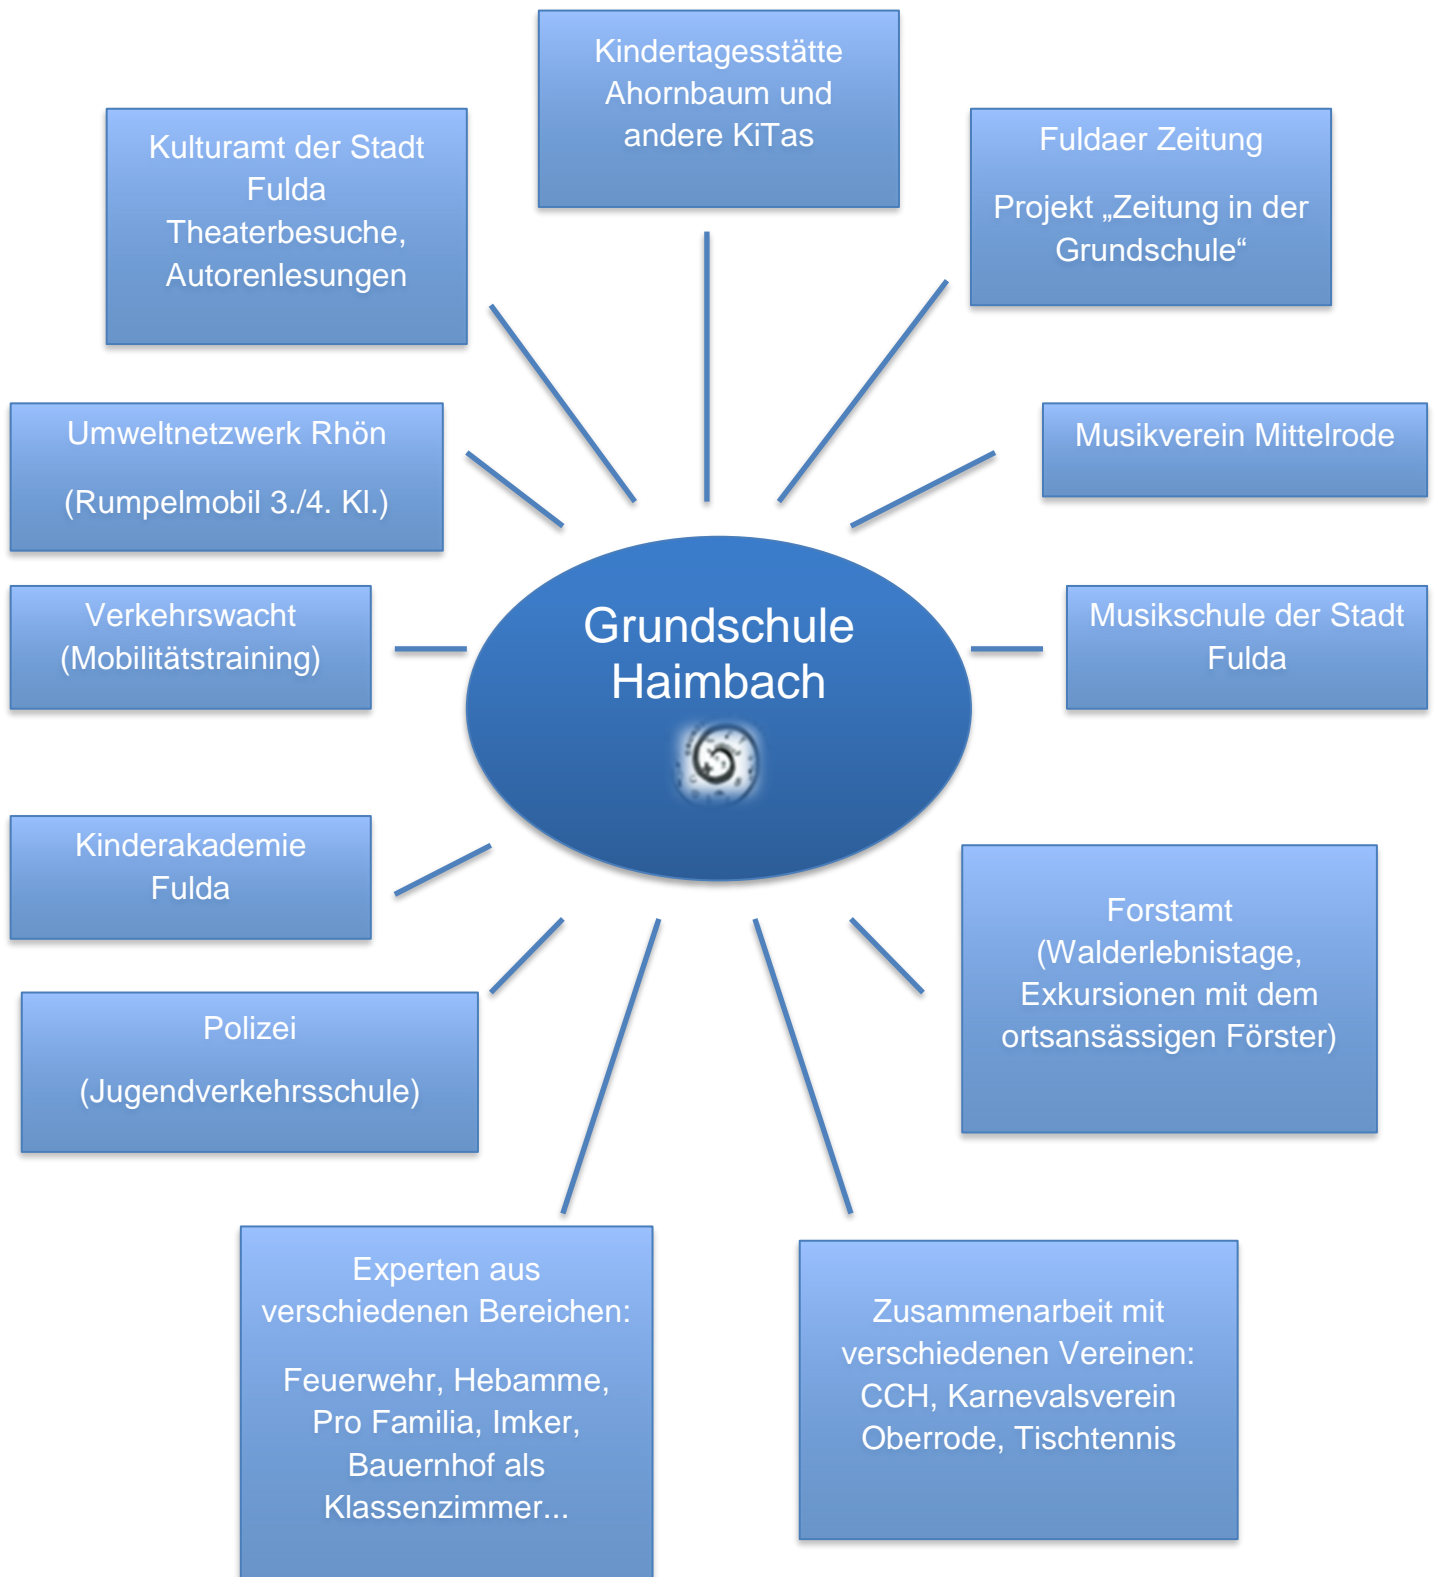 Kindertagesstätte
Ahornbaum und
andere KiTas
Kulturamt der Stadt
Fulda
Theaterbesuche,
Autorenlesungen
Fuldaer Zeitung
Projekt „Zeitung in der
Grundschule“
Umweltnetzwerk Rhön
(Rumpelmobil 3./4. Kl.)
Musikverein Mittelrode
Verkehrswacht
(Mobilitätstraining)
Grundschule
Haimbach
Musikschule der Stadt
Fulda
Kinderakademie
Fulda
Forstamt
(Walderlebnistage,
Exkursionen mit dem
ortsansässigen Förster)
Polizei
(Jugendverkehrsschule)
Experten aus
verschiedenen Bereichen:
Feuerwehr, Hebamme,
Pro Familia, Imker,
Bauernhof als
Klassenzimmer...
Zusammenarbeit mit
verschiedenen Vereinen:
CCH, Karnevalsverein
Oberrode, Tischtennis